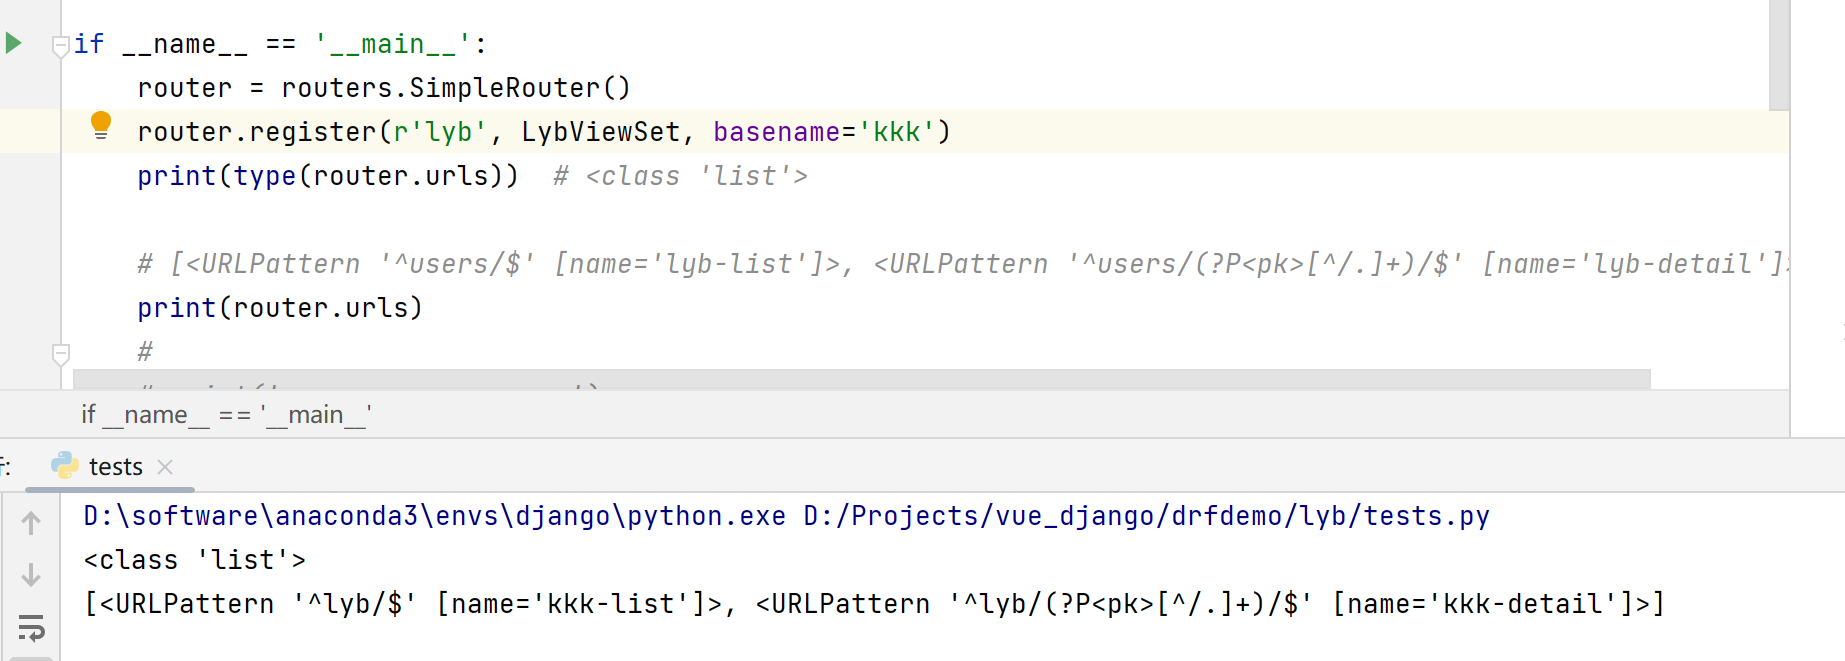 if __name__ == '__main__':
router = routers.SimpleRouter()
router.register(r'lyb', LybViewSet, basename='kkk')
print(type(router.urls))  # <class 'list'>
# [<URLPattern '^users/$' [name='lyb-list']>, <URLPattern '^users/(?P<pk>[^/.]+)/$' [name='lyb-detail']
print(router.urls)
#
if __name__ == '__main__'
tests
D:\software\anaconda3\envs\django\python.exe D:/Projects/vue_django/drfdemo/lyb/tests.py
<class 'list'>
[<URLPattern '^lyb/$' [name='kkk-list']>, <URLPattern '^lyb/(?P<pk>[^/.]+)/$' [name='kkk-detail']>]